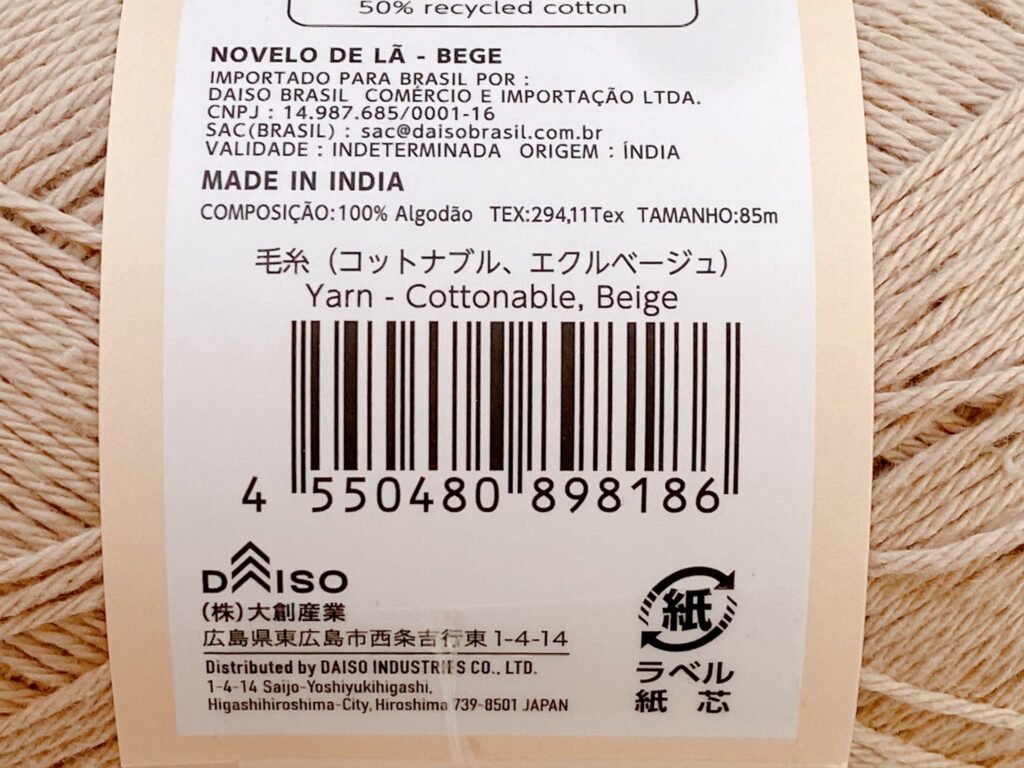 50% recycled cotton
NOVELO DE LÃ - BEGE
IMPORTADO PARA BRASIL POR :
DAISO BRASIL COMÉRCIO E IMPORTAÇÃO LTDA.
CNPJ : 14.987.685/0001-16
SAC(BRASIL) : sac@daisobrasil.com.br
VALIDADE : INDETERMINADA ORIGEM : ÍNDIA
MADE IN INDIA
COMPOSIÇÃO:100% Algodão TEX:294,11Tex TAMANHO:85m
毛糸（コットナブル、エクルベージュ）
Yarn - Cottonable, Beige
4 550480 898186
DAISO
(株)大創産業
広島県東広島市西条吉行東1-4-14
Distributed by DAISO INDUSTRIES CO., LTD.
1-4-14 Saijo-Yoshiyukihigashi,
Higashihiroshima-City, Hiroshima 739-8501 JAPAN
紙
ラベル
紙 芯